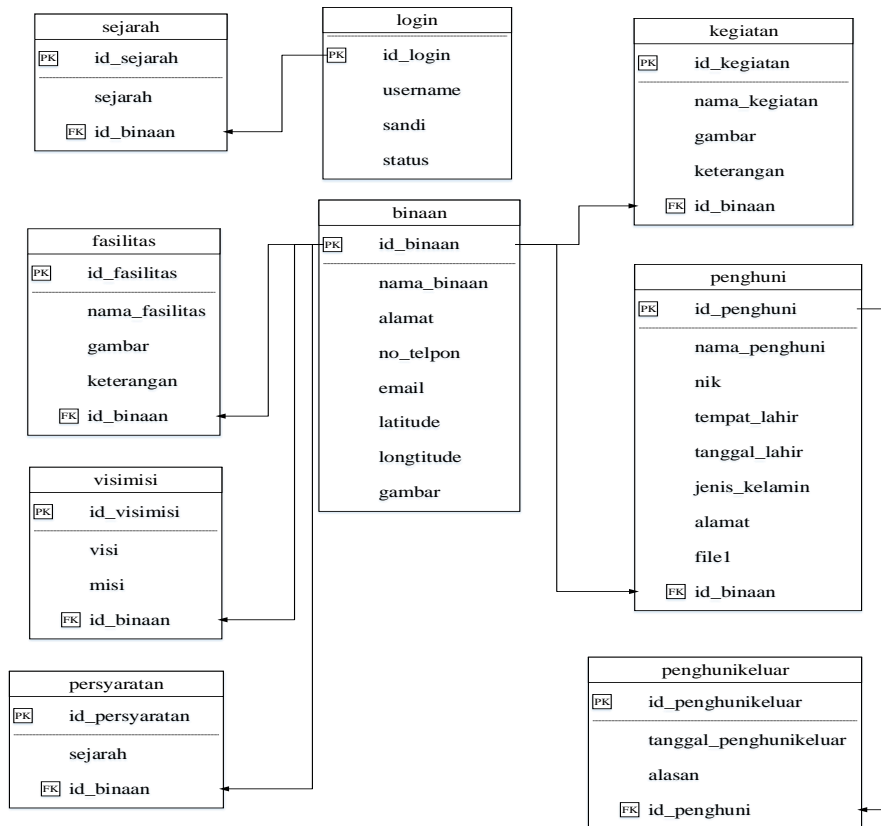 sejarah
PK id_sejarah
sejarah
FK id_binaan
login
PK id_login
username
sandi
status
kegiatan
PK id_kegiatan
nama_kegiatan
gambar
keterangan
FK id_binaan
fasilitas
PK id_fasilitas
nama_fasilitas
gambar
keterangan
FK id_binaan
binaan
PK id_binaan
nama_binaan
alamat
no_telpon
email
latitude
longtitude
gambar
penghuni
PK id_penghuni
nama_penghuni
nik
tempat_lahir
tanggal_lahir
jenis_kelamin
alamat
file1
FK id_binaan
visimisi
PK id_visimisi
visi
misi
FK id_binaan
persyaratan
PK id_persyaratan
sejarah
FK id_binaan
penghunikeluar
PK id_penghunikeluar
tanggal_penghunikeluar
alasan
FK id_penghuni